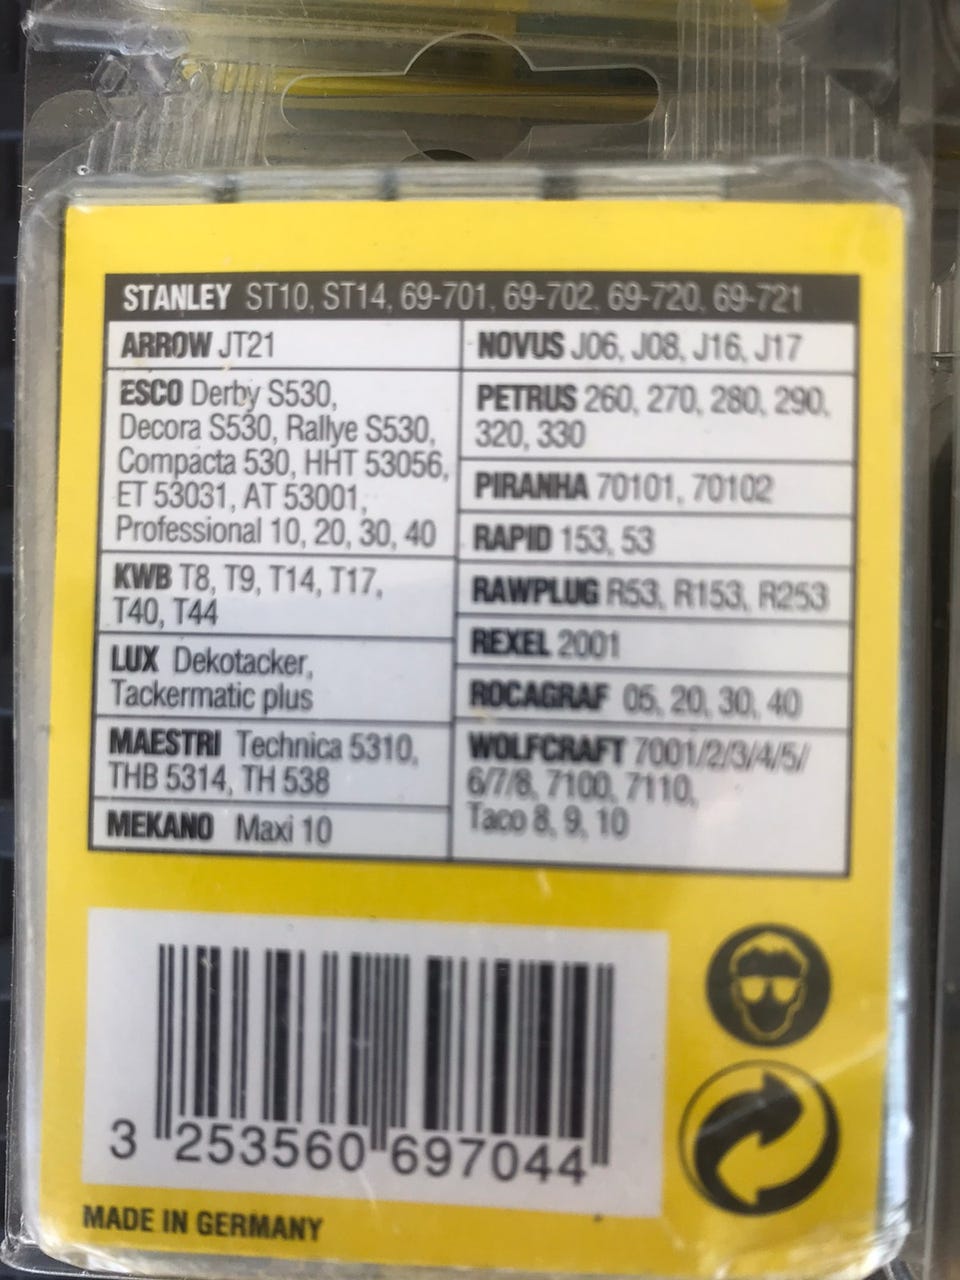 STANLEY ST10, ST14, 69-701, 69-702, 69-720, 69-721
ARROW JT21
ESCO Derby S530,
Decora S530, Rallye S530,
Compacta 530, HHT 53056,
ET 53031, AT 53001,
Professional 10, 20, 30, 40
KWB T8, T9, T14, T17,
T40, T44
LUX Dekotacker,
Tackermatic plus
MAESTRI Technica 5310,
THB 5314, TH 538
MEKANO Maxi 10
NOVUS J06, J08, J16, J17
PETRUS 260, 270, 280, 290,
320, 330
PIRANHA 70101, 70102
RAPID 153, 53
RAWPLUG R53, R153, R253
REXEL 2001
ROCAGRAF 05, 20, 30, 40
WOLFCRAFT 7001/2/3/4/5/
6/7/8, 7100, 7110,
Taco 8, 9, 10
3 253560 697044
MADE IN GERMANY